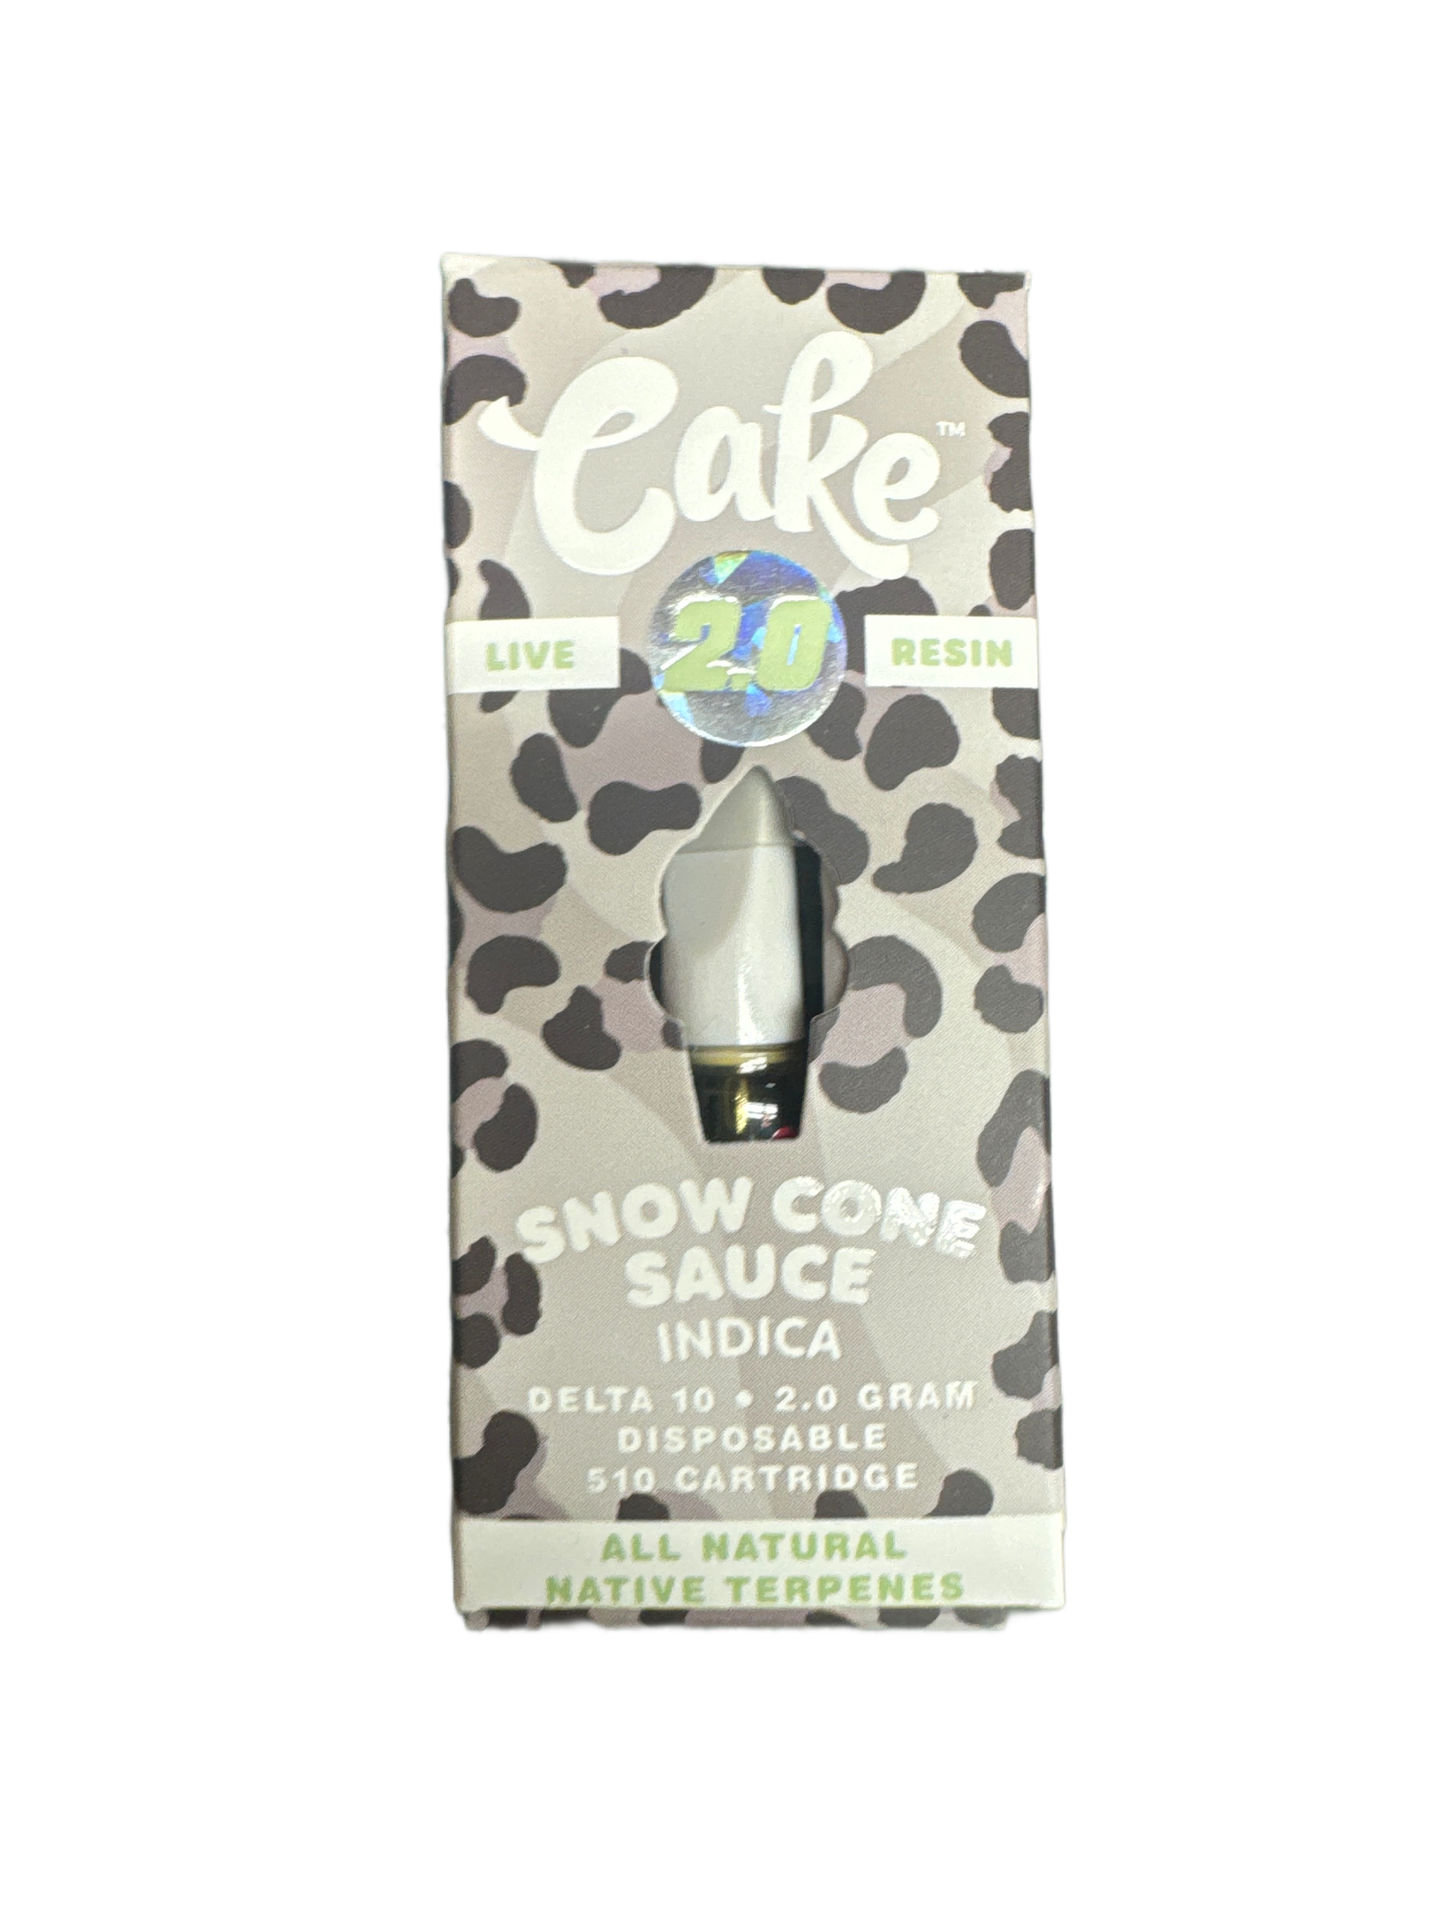 Cake™
LIVE 2.0 RESIN
SNOW CONE
SAUCE
INDICA
DELTA 10 • 2.0 GRAM
DISPOSABLE
510 CARTRIDGE
ALL NATURAL
NATIVE TERPENES